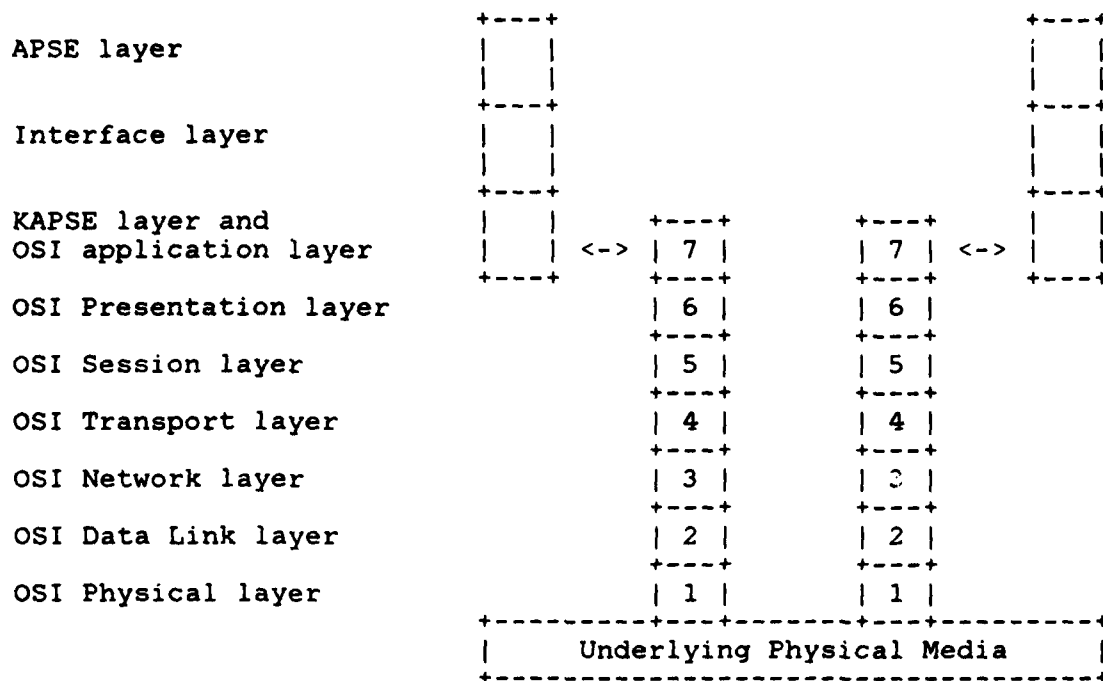 APSE layer
Interface layer
KAPSE layer and
OSI application layer <-> 7 7 <->
OSI Presentation layer 6 6
OSI Session layer 5 5
OSI Transport layer 4 4
OSI Network layer 3
OSI Data Link layer 2 2
OSI Physical layer 1 1
Underlying Physical Media